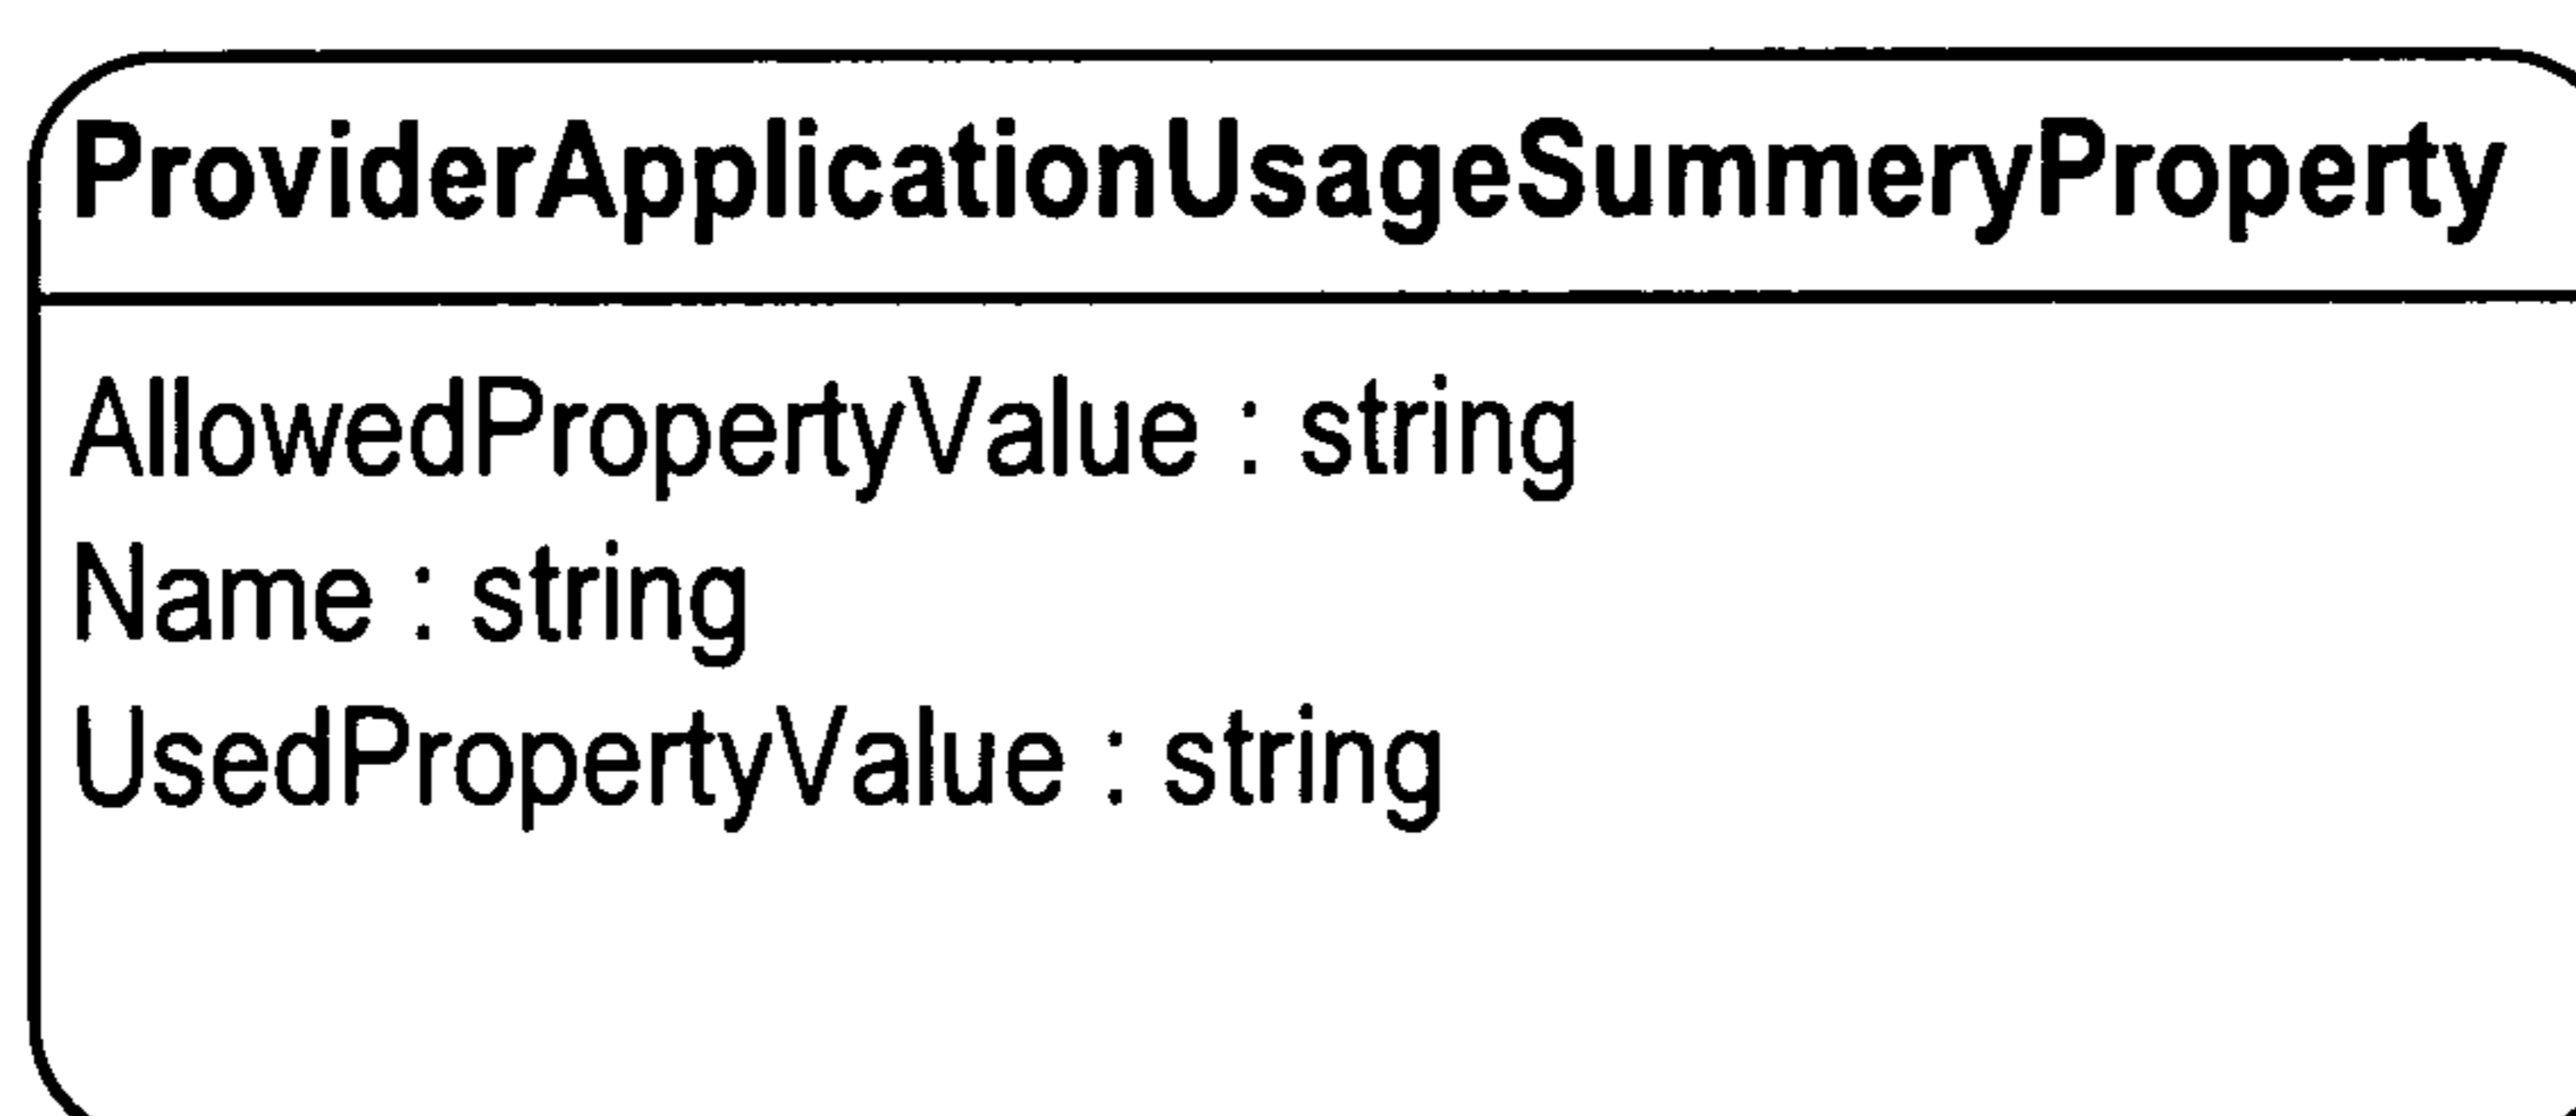 ProviderApplicationUsageSummeryProperty
AllowedPropertyValue : string
Name : string
UsedPropertyValue : string